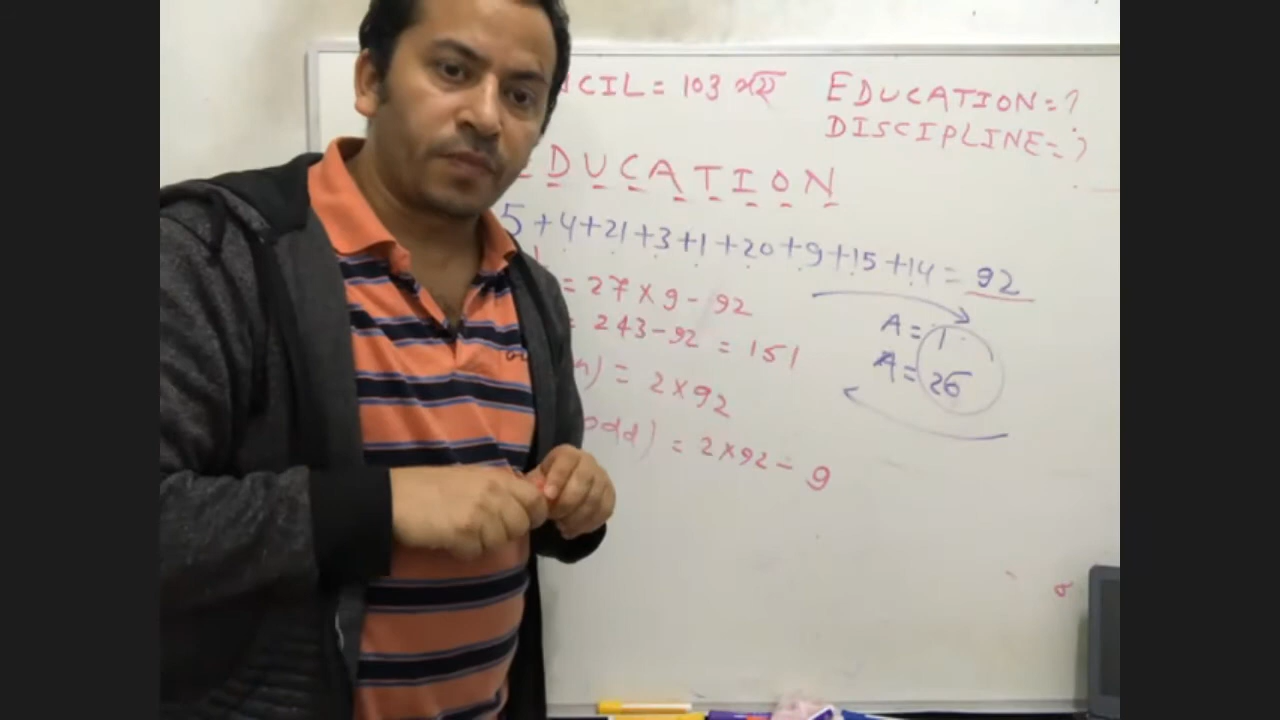 CIL = 103
EDUCATION = ?
DISCIPLINE = ?
EDUCATION
5 + 4 + 21 + 3 + 1 + 20 + 9 + 15 + 14 = 92
= 27 x 9 - 92
= 243 - 92 = 151
n) = 2 x 92
odd) = 2 x 92 - 9
A = 1
A = 26